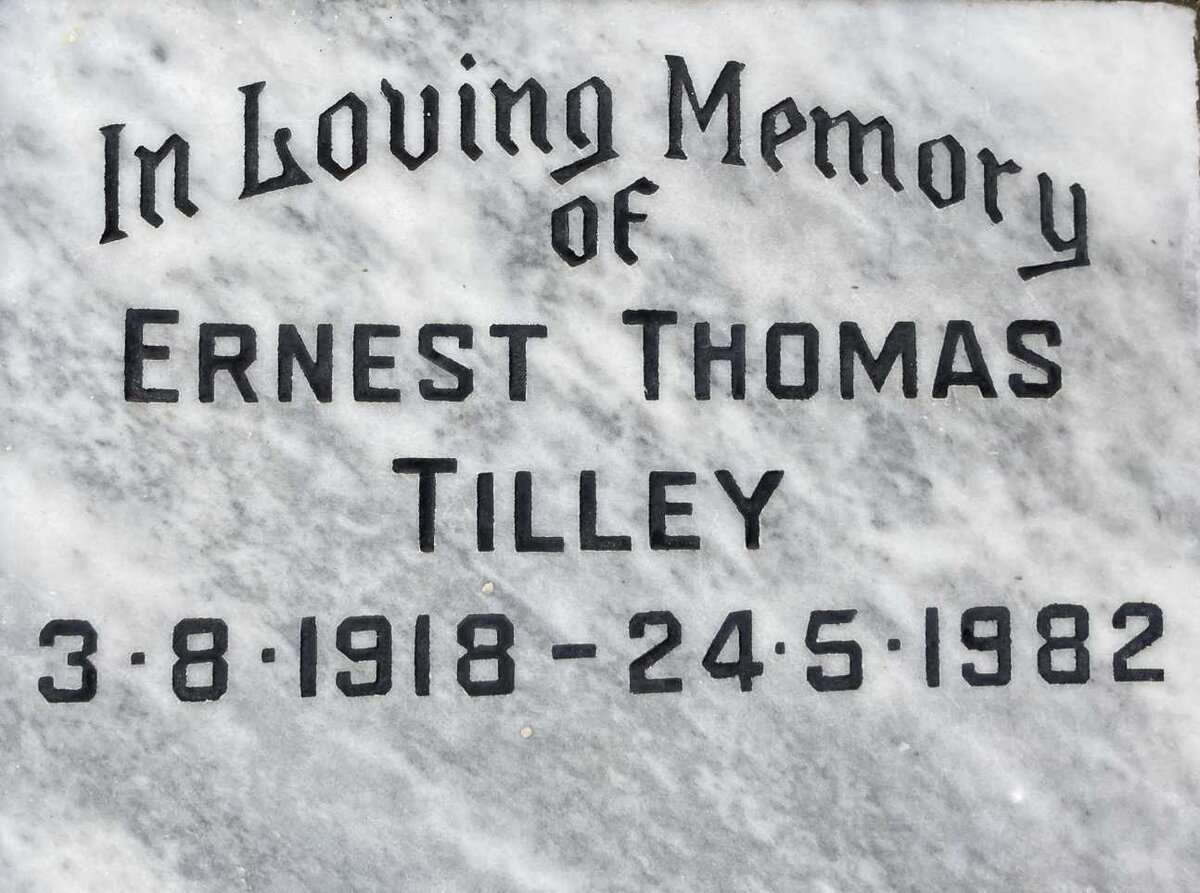 In Loving Memory
of
ERNEST THOMAS
TILLEY
3·8·1918–24·5·1982